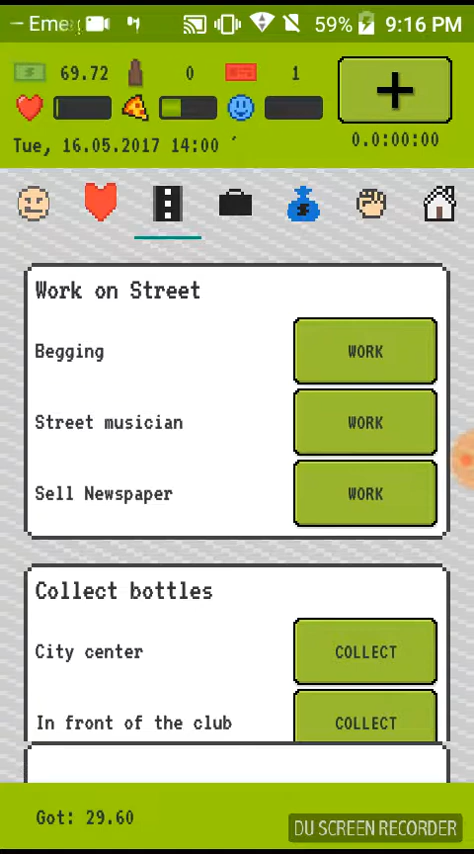 Emer 59% 9:16 PM
69.72 0 1
0.0:00:00
Tue, 16.05.2017 14:00
Work on Street
Begging WORK
Street musician WORK
Sell Newspaper WORK
Collect bottles
City center COLLECT
In front of the club COLLECT
Got: 29.60
DU SCREEN RECORDER